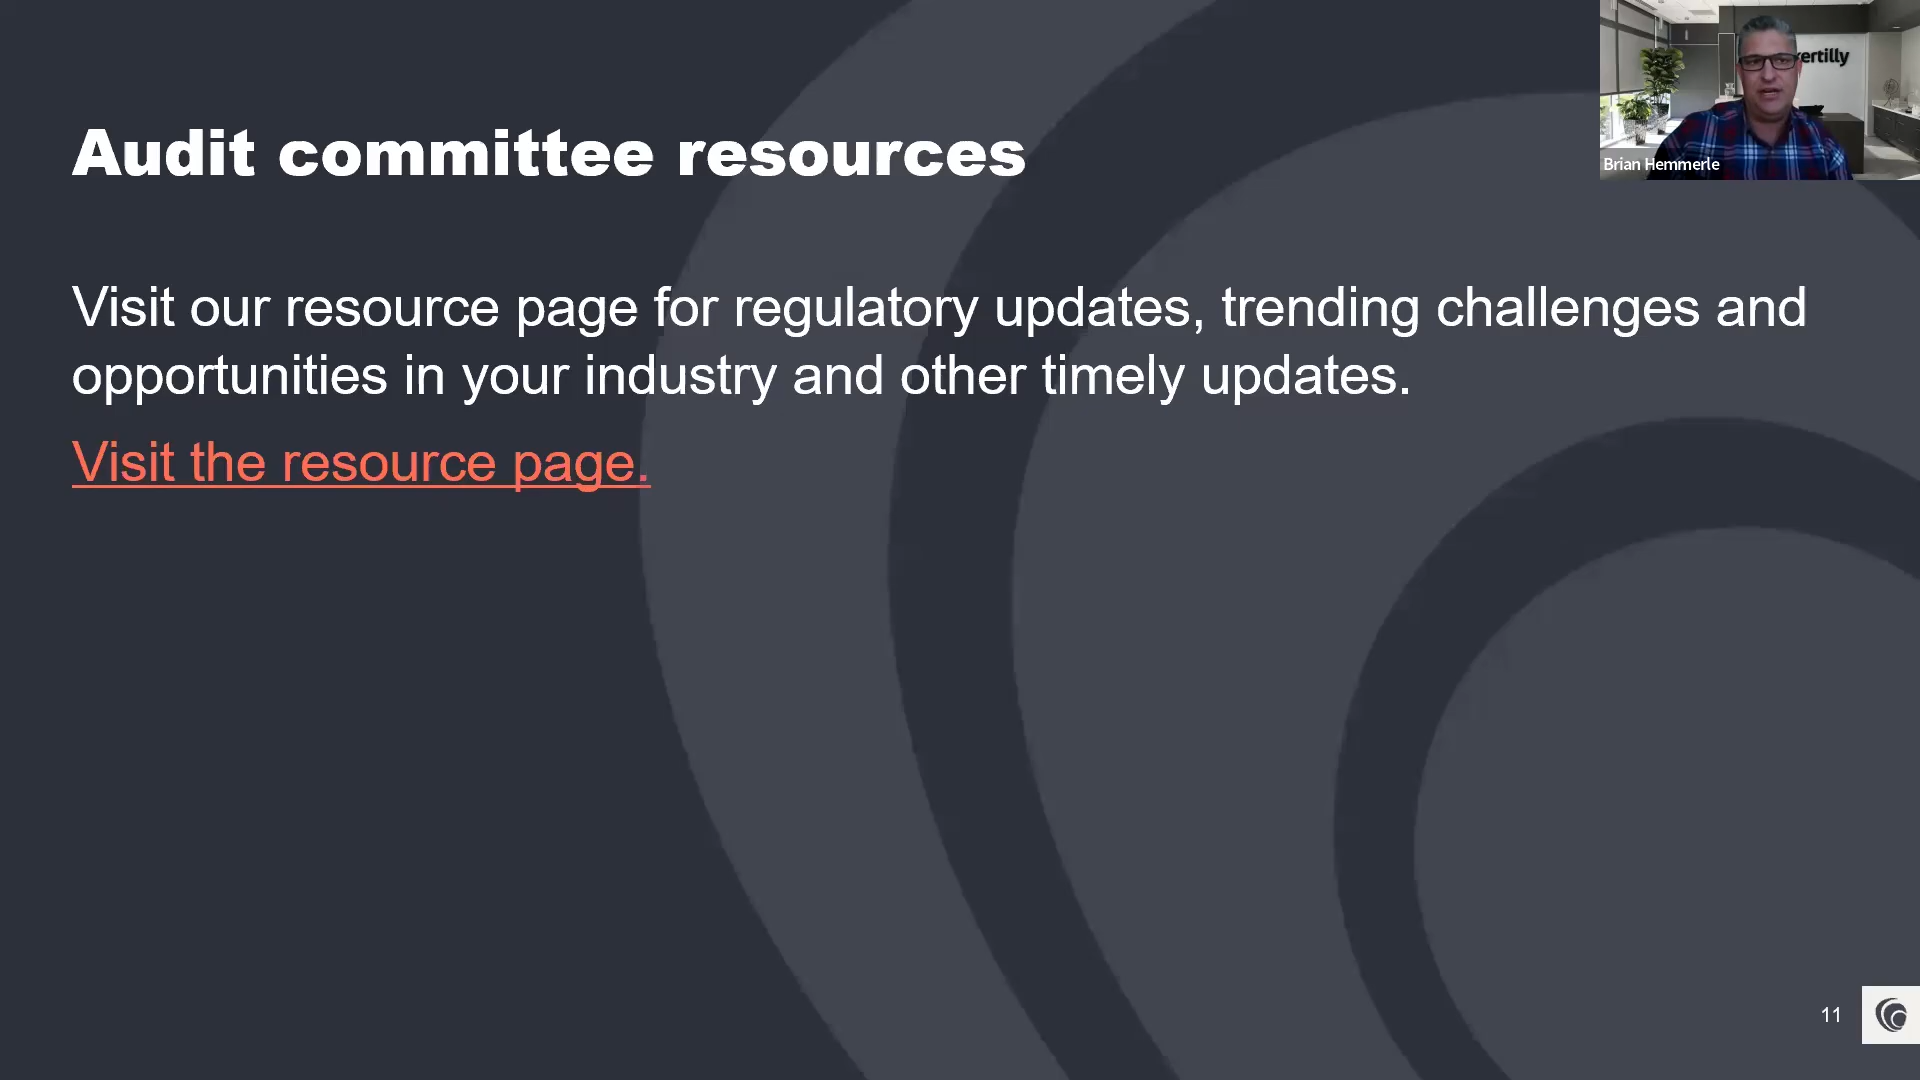 ertilly
Brian Hemmerle
Audit committee resources
Visit our resource page for regulatory updates, trending challenges and
opportunities in your industry and other timely updates.
Visit the resource page.
11